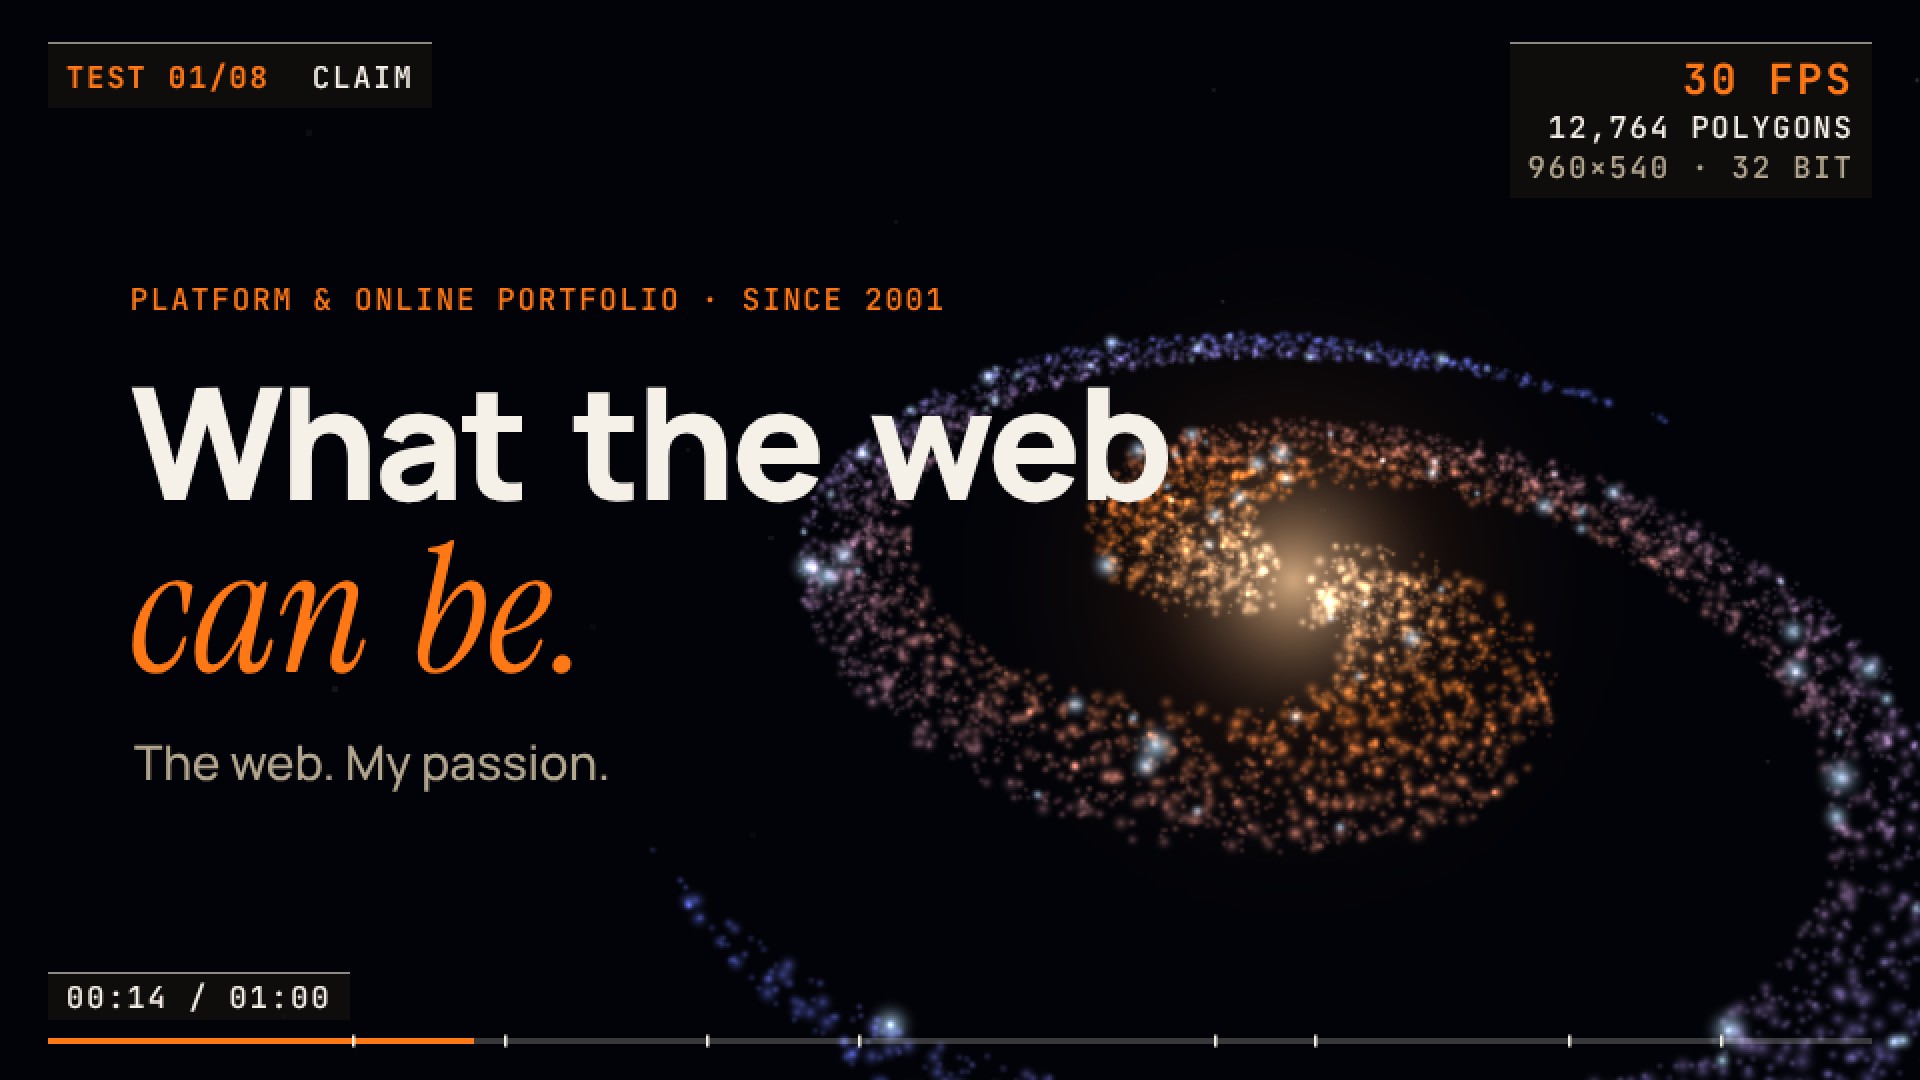 TEST 01/08 CLAIM
30 FPS
12,764 POLYGONS
960×540 · 32 BIT
PLATFORM & ONLINE PORTFOLIO · SINCE 2001
What the web
can be.
The web. My passion.
00:14 / 01:00